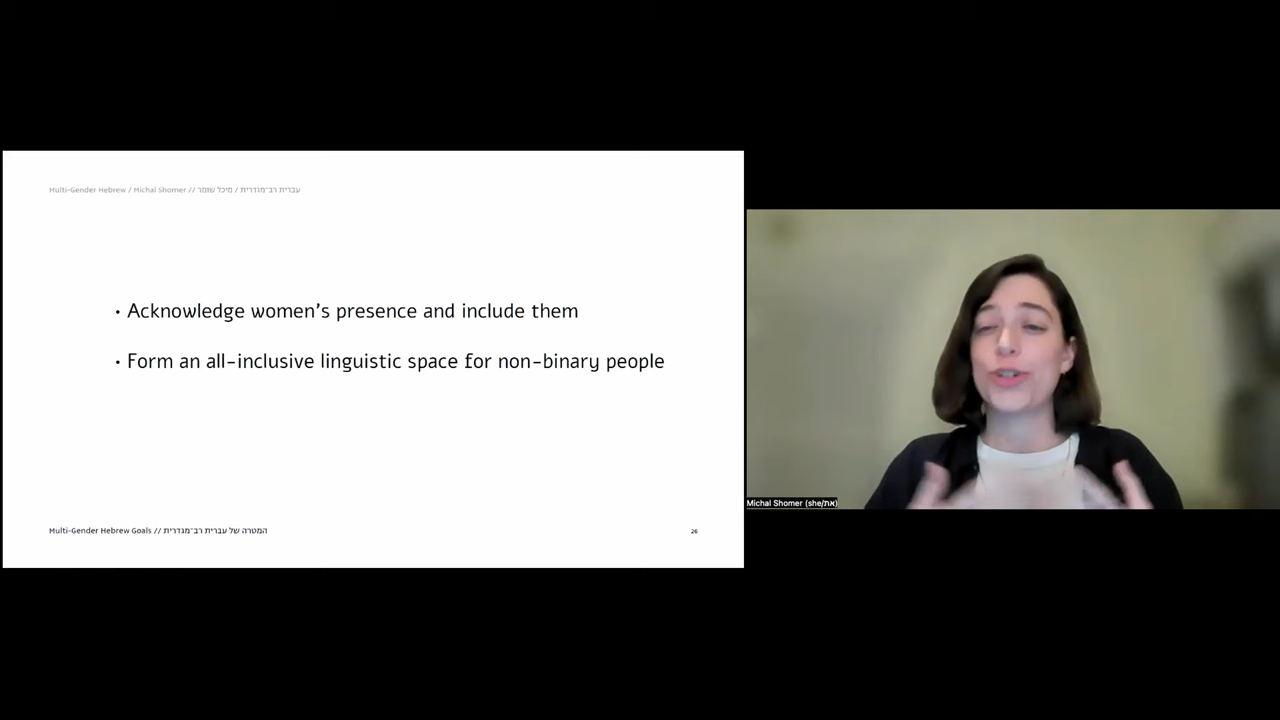 Multi-Gender Hebrew / Michal Shomer // עברית רב־מגדרית / מיכל שומר
• Acknowledge women's presence and include them
• Form an all-inclusive linguistic space for non-binary people
Multi-Gender Hebrew Goals // המטרה של עברית רב־מגדרית
26
Michal Shomer (she/את)